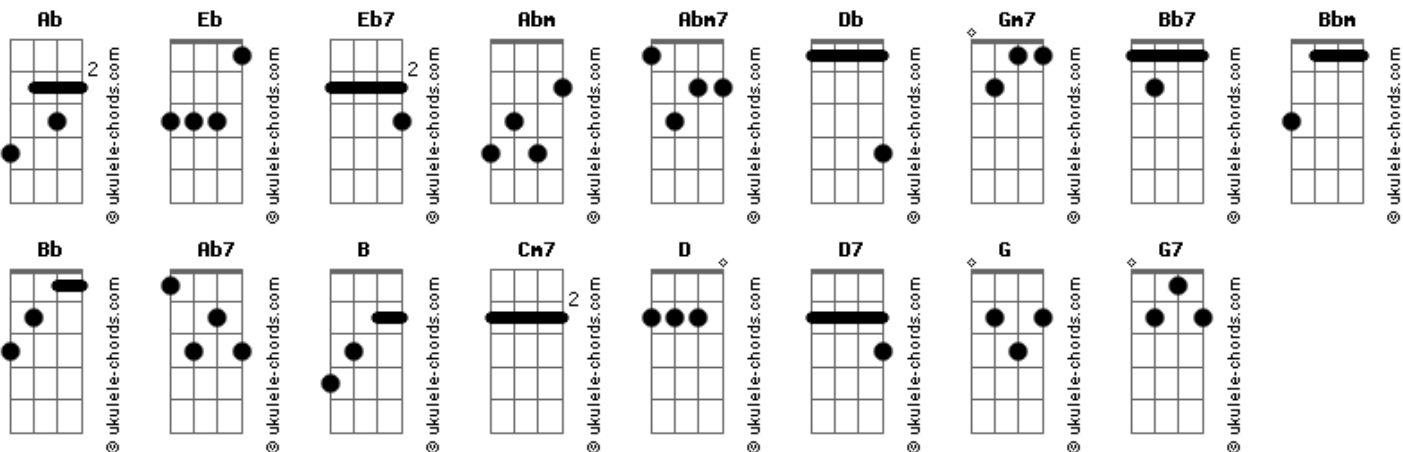 Ab Eb Eb7 Abm Abm7 Db Gm7 Bb7 Bbm
2 2
© ukulele-chords.com © ukulele-chords.com © ukulele-chords.com © ukulele-chords.com © ukulele-chords.com © ukulele-chords.com © ukulele-chords.com © ukulele-chords.com © ukulele-chords.com
Bb Ab7 B Cm7 D D7 G G7
2
© ukulele-chords.com © ukulele-chords.com © ukulele-chords.com © ukulele-chords.com © ukulele-chords.com © ukulele-chords.com © ukulele-chords.com © ukulele-chords.com